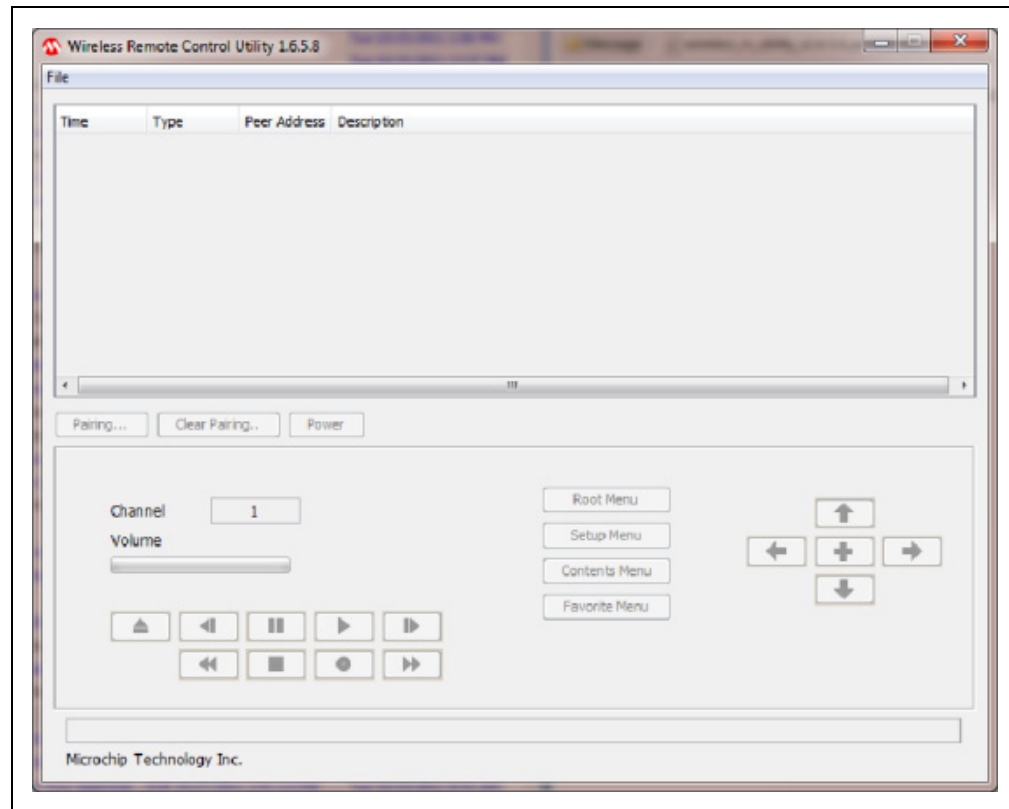 Wireless Remote Control Utility 1.6.5.8
File
Time Type Peer Address Description
Pairing... Clear Pairing.. Power
Channel 1
Volume
Root Menu
Setup Menu
Contents Menu
Favorite Menu
Microchip Technology Inc.